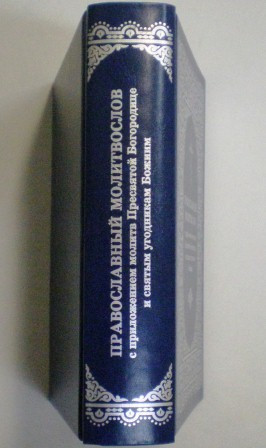 ПРАВОСЛАВНЫЙ МОЛИТВОСЛОВ
с приложением молитв Пресвятой Богородице
и святым угодникам Божиим